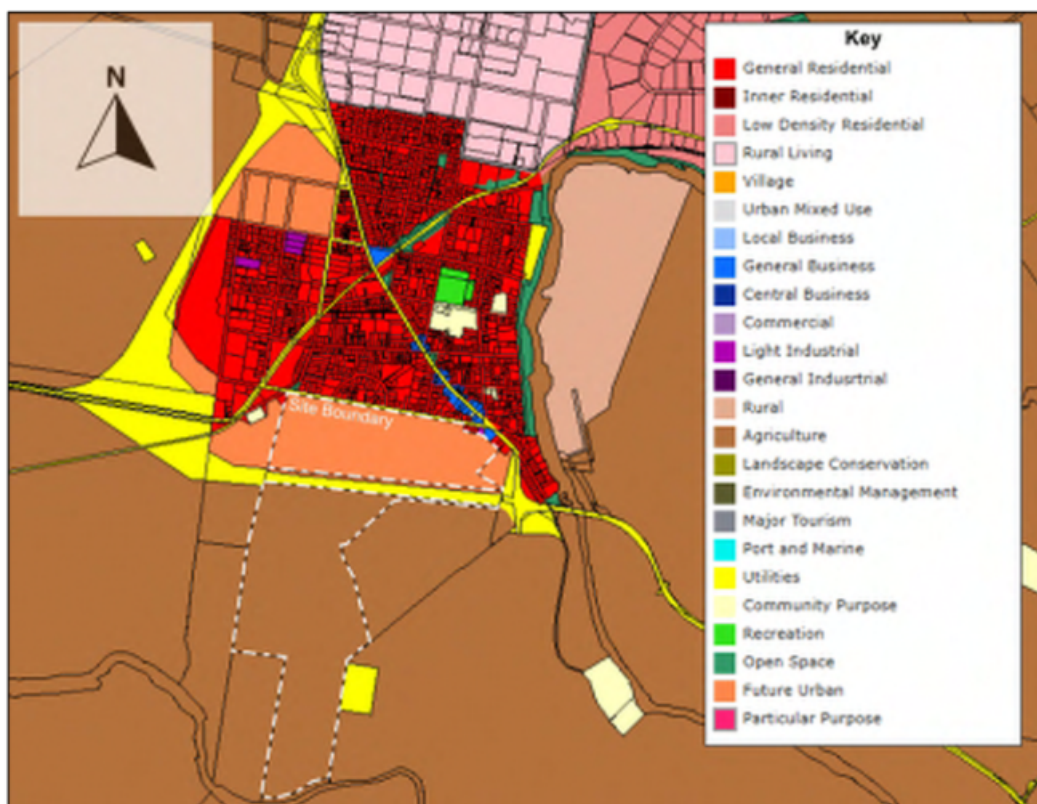 N
Key
General Residential
Inner Residential
Low Density Residential
Rural Living
Village
Urban Mixed Use
Local Business
General Business
Central Business
Commercial
Light Industrial
General Indusrtrial
Rural
Agriculture
Landscape Conservation
Environmental Management
Major Tourism
Port and Marine
Utilities
Community Purpose
Recreation
Open Space
Future Urban
Particular Purpose
Site Boundary